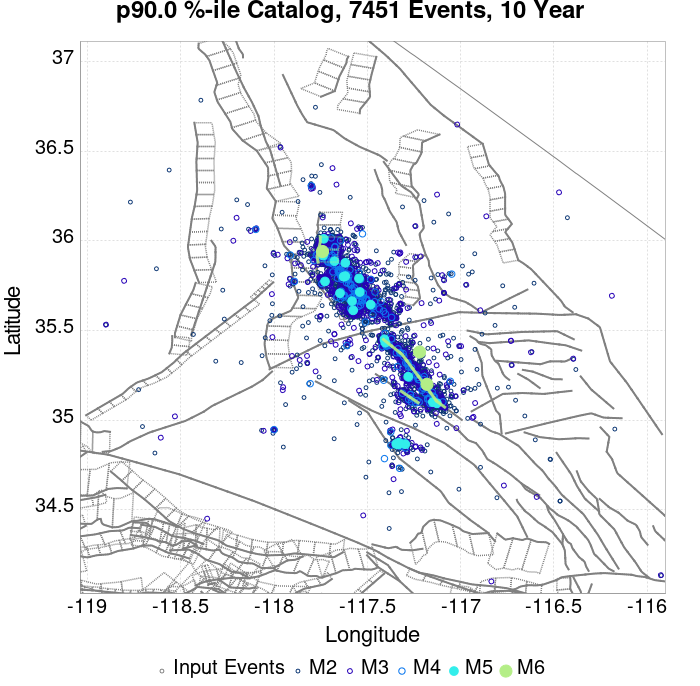 p90.0 %-ile Catalog, 7451 Events, 10 Year
37
36.5
36
35.5
35
34.5
Latitude
-119 -118.5 -118 -117.5 -117 -116.5 -116
Longitude
Input Events M2 M3 M4 M5 M6